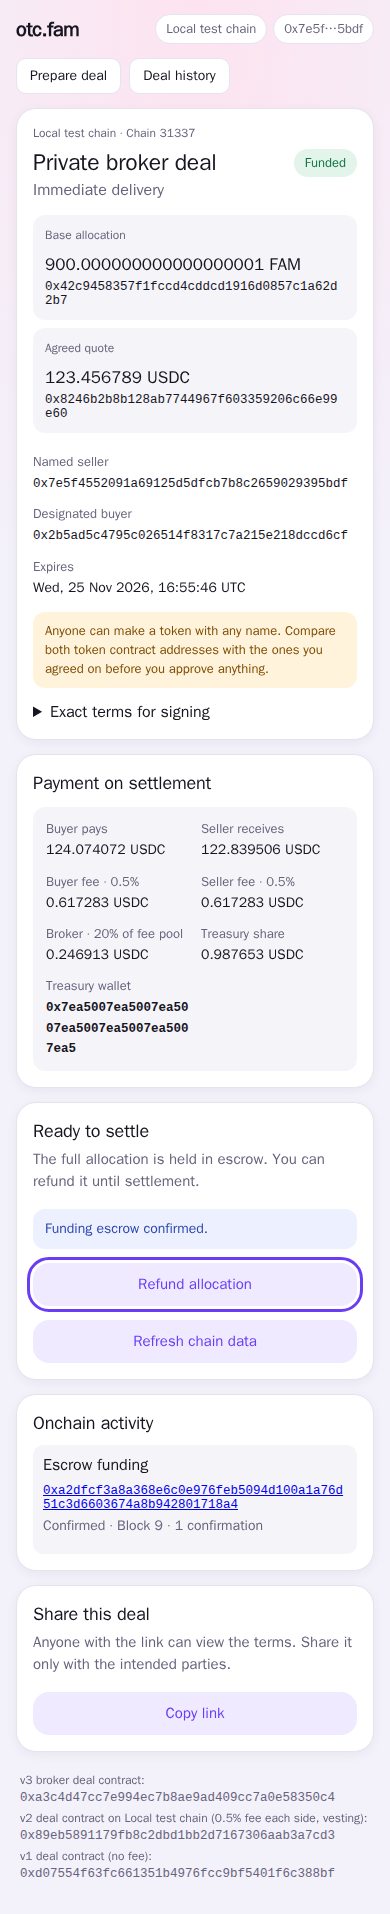 otc.fam
Local test chain
0x7e5f···5bdf
Prepare deal
Deal history
Local test chain · Chain 31337
Private broker deal
Funded
Immediate delivery
Base allocation
900.000000000000000001 FAM
0x42c9458357f1fccd4cddcd1916d0857c1a62d
2b7
Agreed quote
123.456789 USDC
0x8246b2b8b128ab7744967f603359206c66e99
e60
Named seller
0x7e5f4552091a69125d5dfcb7b8c2659029395bdf
Designated buyer
0x2b5ad5c4795c026514f8317c7a215e218dccd6cf
Expires
Wed, 25 Nov 2026, 16:55:46 UTC
Anyone can make a token with any name. Compare
both token contract addresses with the ones you
agreed on before you approve anything.
▶ Exact terms for signing
Payment on settlement
Buyer pays
124.074072 USDC
Seller receives
122.839506 USDC
Buyer fee · 0.5%
0.617283 USDC
Seller fee · 0.5%
0.617283 USDC
Broker · 20% of fee pool
0.246913 USDC
Treasury share
0.987653 USDC
Treasury wallet
0x7ea5007ea5007ea50
07ea5007ea5007ea500
7ea5
Ready to settle
The full allocation is held in escrow. You can
refund it until settlement.
Funding escrow confirmed.
Refund allocation
Refresh chain data
Onchain activity
Escrow funding
0xa2dfcf3a8a368e6c0e976feb5094d100a1a76d
51c3d6603674a8b942801718a4
Confirmed · Block 9 · 1 confirmation
Share this deal
Anyone with the link can view the terms. Share it
only with the intended parties.
Copy link
v3 broker deal contract:
0xa3c4d47cc7e994ec7b8ae9ad409cc7a0e58350c4
v2 deal contract on Local test chain (0.5% fee each side, vesting):
0x89eb5891179fb8c2dbd1bb2d7167306aab3a7cd3
v1 deal contract (no fee):
0xd07554f63fc661351b4976fcc9bf5401f6c388bf